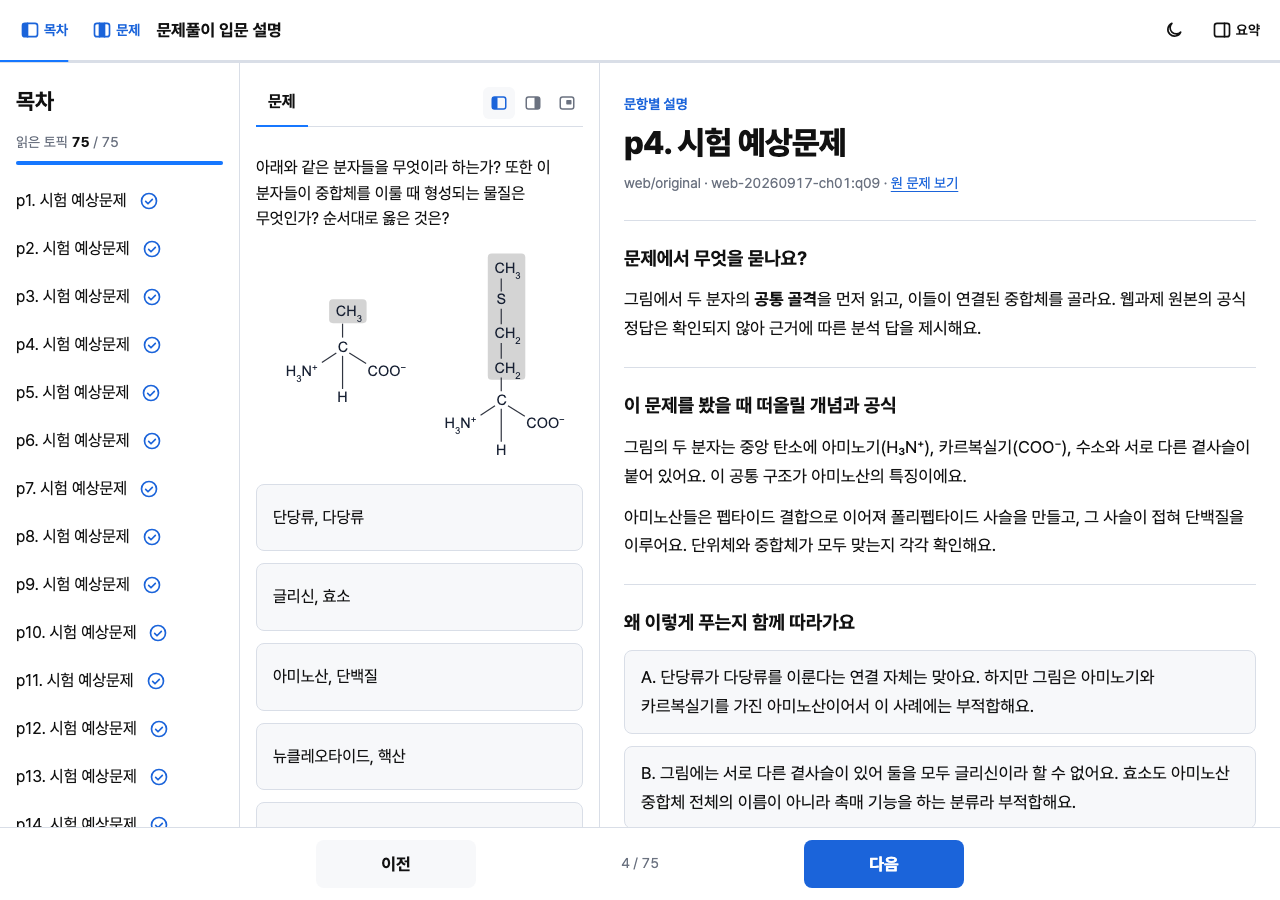 목차
문제
문제풀이 입문 설명
요약
목차
읽은 토픽 75 / 75
p1. 시험 예상문제
p2. 시험 예상문제
p3. 시험 예상문제
p4. 시험 예상문제
p5. 시험 예상문제
p6. 시험 예상문제
p7. 시험 예상문제
p8. 시험 예상문제
p9. 시험 예상문제
p10. 시험 예상문제
p11. 시험 예상문제
p12. 시험 예상문제
p13. 시험 예상문제
p14. 시험 예상문제
문제
아래와 같은 분자들을 무엇이라 하는가? 또한 이
분자들이 중합체를 이룰 때 형성되는 물질은
무엇인가? 순서대로 옳은 것은?
CH₃
C
H₃N⁺
COO⁻
H
CH₃
S
CH₂
CH₂
C
H₃N⁺
COO⁻
H
단당류, 다당류
글리신, 효소
아미노산, 단백질
뉴클레오타이드, 핵산
문항별 설명
p4. 시험 예상문제
web/original · web-20260917-ch01:q09 · 원 문제 보기
문제에서 무엇을 묻나요?
그림에서 두 분자의 공통 골격을 먼저 읽고, 이들이 연결된 중합체를 골라요. 웹과제 원본의 공식
정답은 확인되지 않아 근거에 따른 분석 답을 제시해요.
이 문제를 봤을 때 떠올릴 개념과 공식
그림의 두 분자는 중앙 탄소에 아미노기(H₃N⁺), 카르복실기(COO⁻), 수소와 서로 다른 곁사슬이
붙어 있어요. 이 공통 구조가 아미노산의 특징이에요.
아미노산들은 펩타이드 결합으로 이어져 폴리펩타이드 사슬을 만들고, 그 사슬이 접혀 단백질을
이루어요. 단위체와 중합체가 모두 맞는지 각각 확인해요.
왜 이렇게 푸는지 함께 따라가요
A. 단당류가 다당류를 이룬다는 연결 자체는 맞아요. 하지만 그림은 아미노기와
카르복실기를 가진 아미노산이어서 이 사례에는 부적합해요.
B. 그림에는 서로 다른 곁사슬이 있어 둘을 모두 글리신이라 할 수 없어요. 효소도 아미노산
중합체 전체의 이름이 아니라 촉매 기능을 하는 분류라 부적합해요.
이전
4 / 75
다음